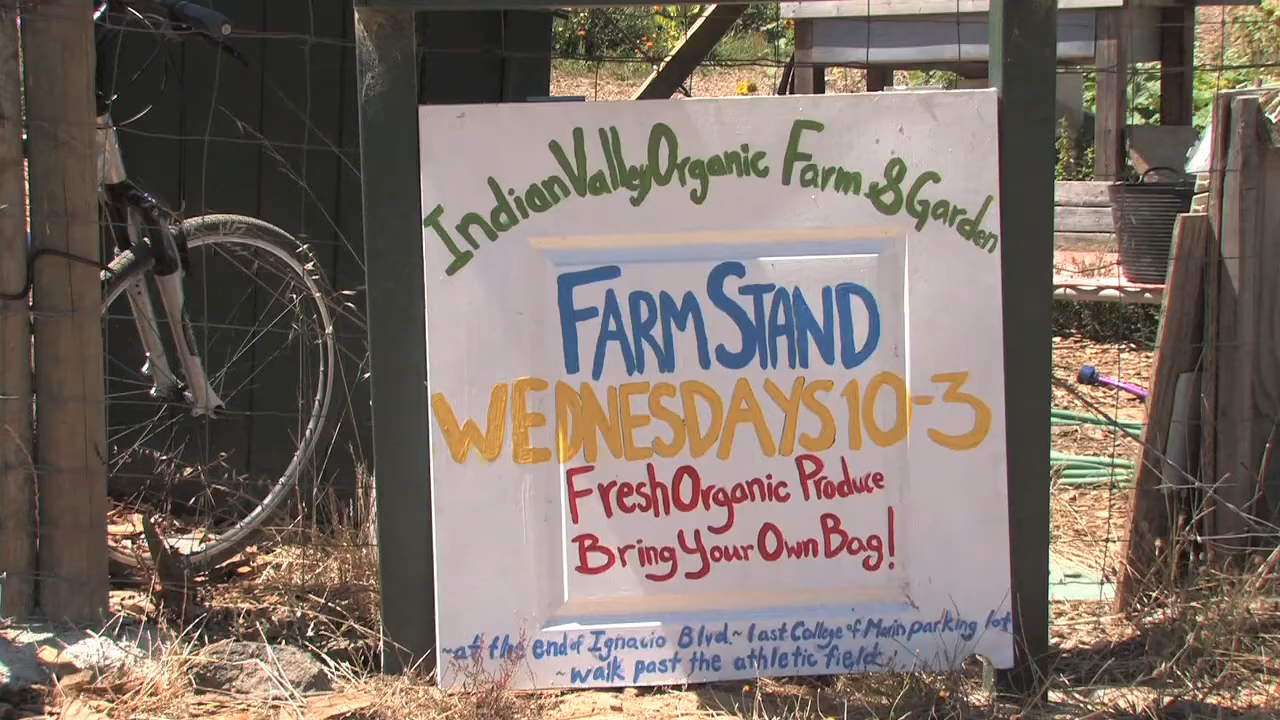 Indian Valley Organic Farm & Garden
FARM STAND
WEDNESDAYS 10-3
Fresh Organic Produce
Bring Your Own Bag!
~at the end of Ignacio Blvd.~ last College of Marin parking lot
~walk past the athletic field